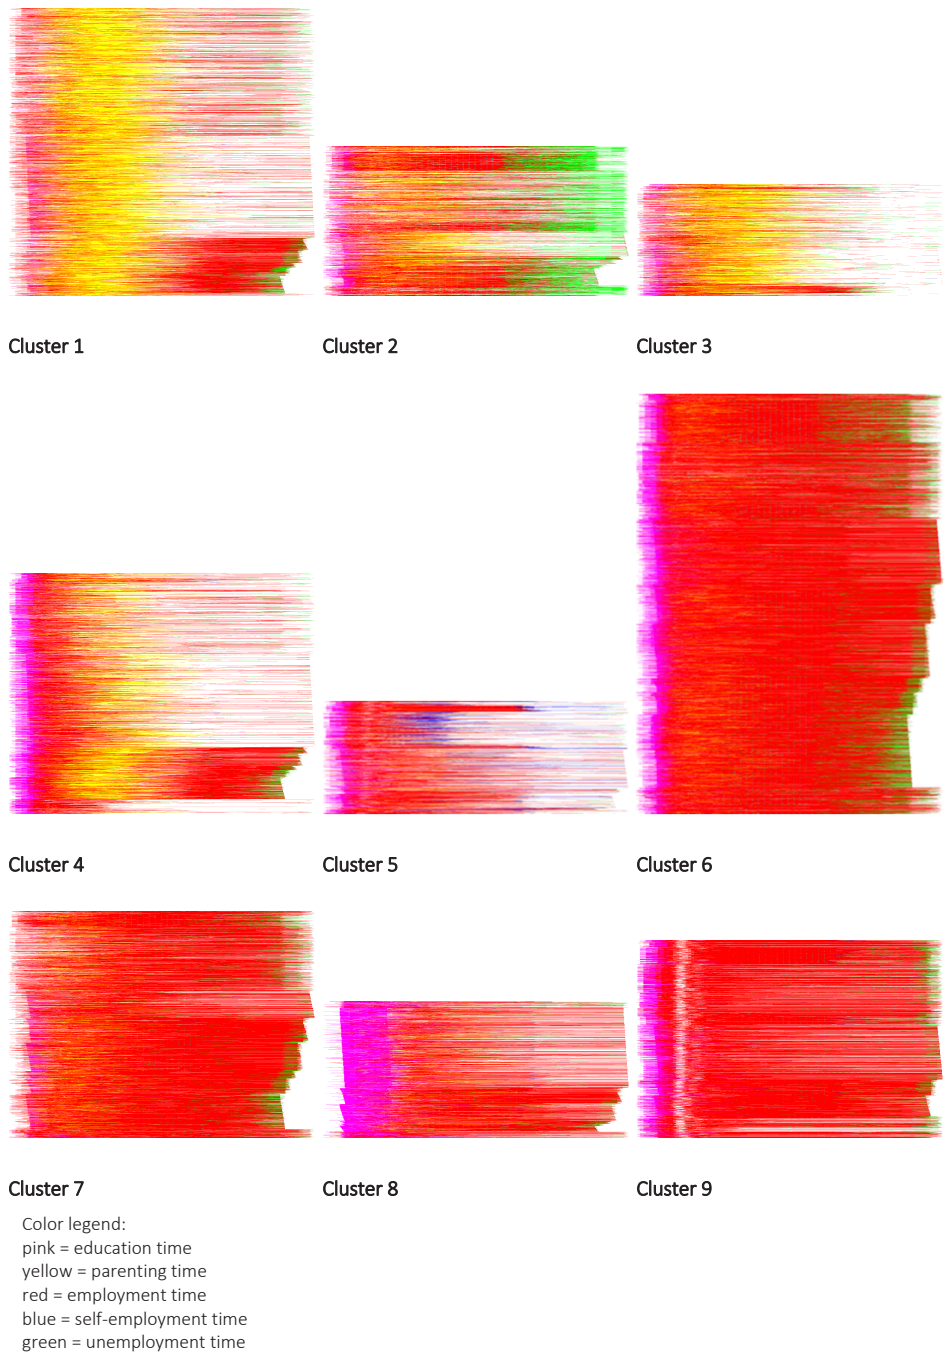 Cluster 1
Cluster 2
Cluster 3
Cluster 4
Cluster 5
Cluster 6
Cluster 7
Cluster 8
Cluster 9
Color legend:
pink = education time
yellow = parenting time
red = employment time
blue = self-employment time
green = unemployment time